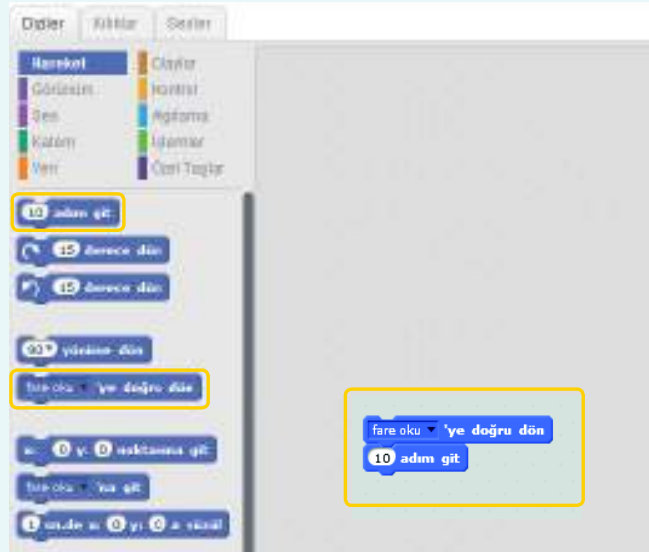 Diziler Kılıklar Sesler
Hareket Olaylar
Görünüm Kontrol
Ses Algılama
Kalem İşlemler
Veri Özel Taşlar
10 adım git
15 derece dön
15 derece dön
90 yönüne dön
fare oku 'ye doğru dön
x: 0 y: 0 noktasına git
fare oku 'na git
1 sn.de x: 0 y: 0 a süzül
fare oku 'ye doğru dön
10 adım git